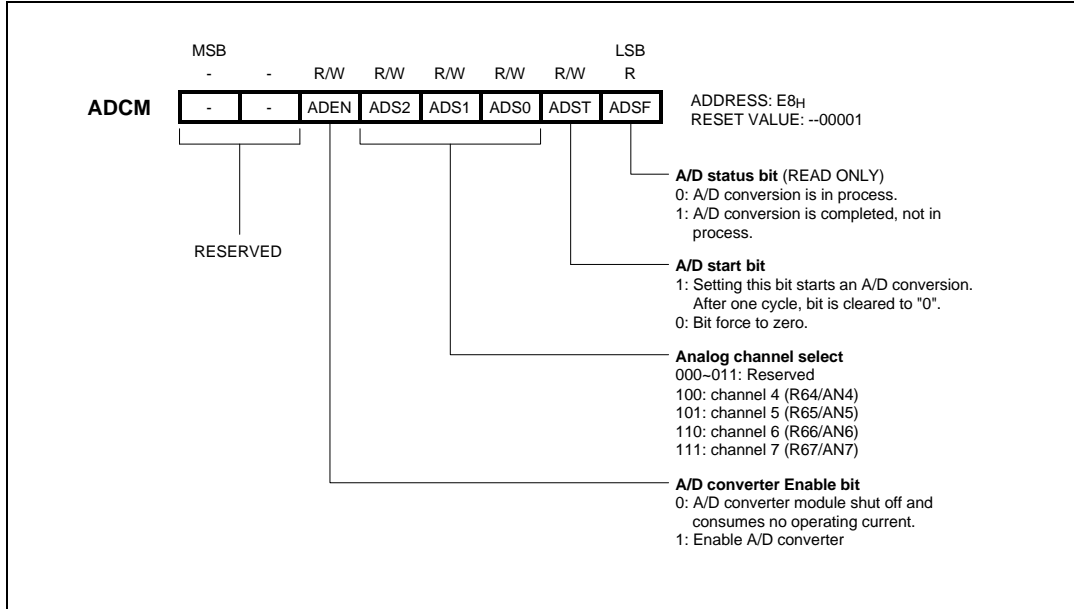 MSB LSB
- - R/W R/W R/W R/W R/W R
ADCM - - ADEN ADS2 ADS1 ADS0 ADST ADSF ADDRESS: E8H
RESET VALUE: --00001
A/D status bit (READ ONLY)
0: A/D conversion is in process.
1: A/D conversion is completed, not in
process.
RESERVED
A/D start bit
1: Setting this bit starts an A/D conversion.
After one cycle, bit is cleared to "0".
0: Bit force to zero.
Analog channel select
000~011: Reserved
100: channel 4 (R64/AN4)
101: channel 5 (R65/AN5)
110: channel 6 (R66/AN6)
111: channel 7 (R67/AN7)
A/D converter Enable bit
0: A/D converter module shut off and
consumes no operating current.
1: Enable A/D converter